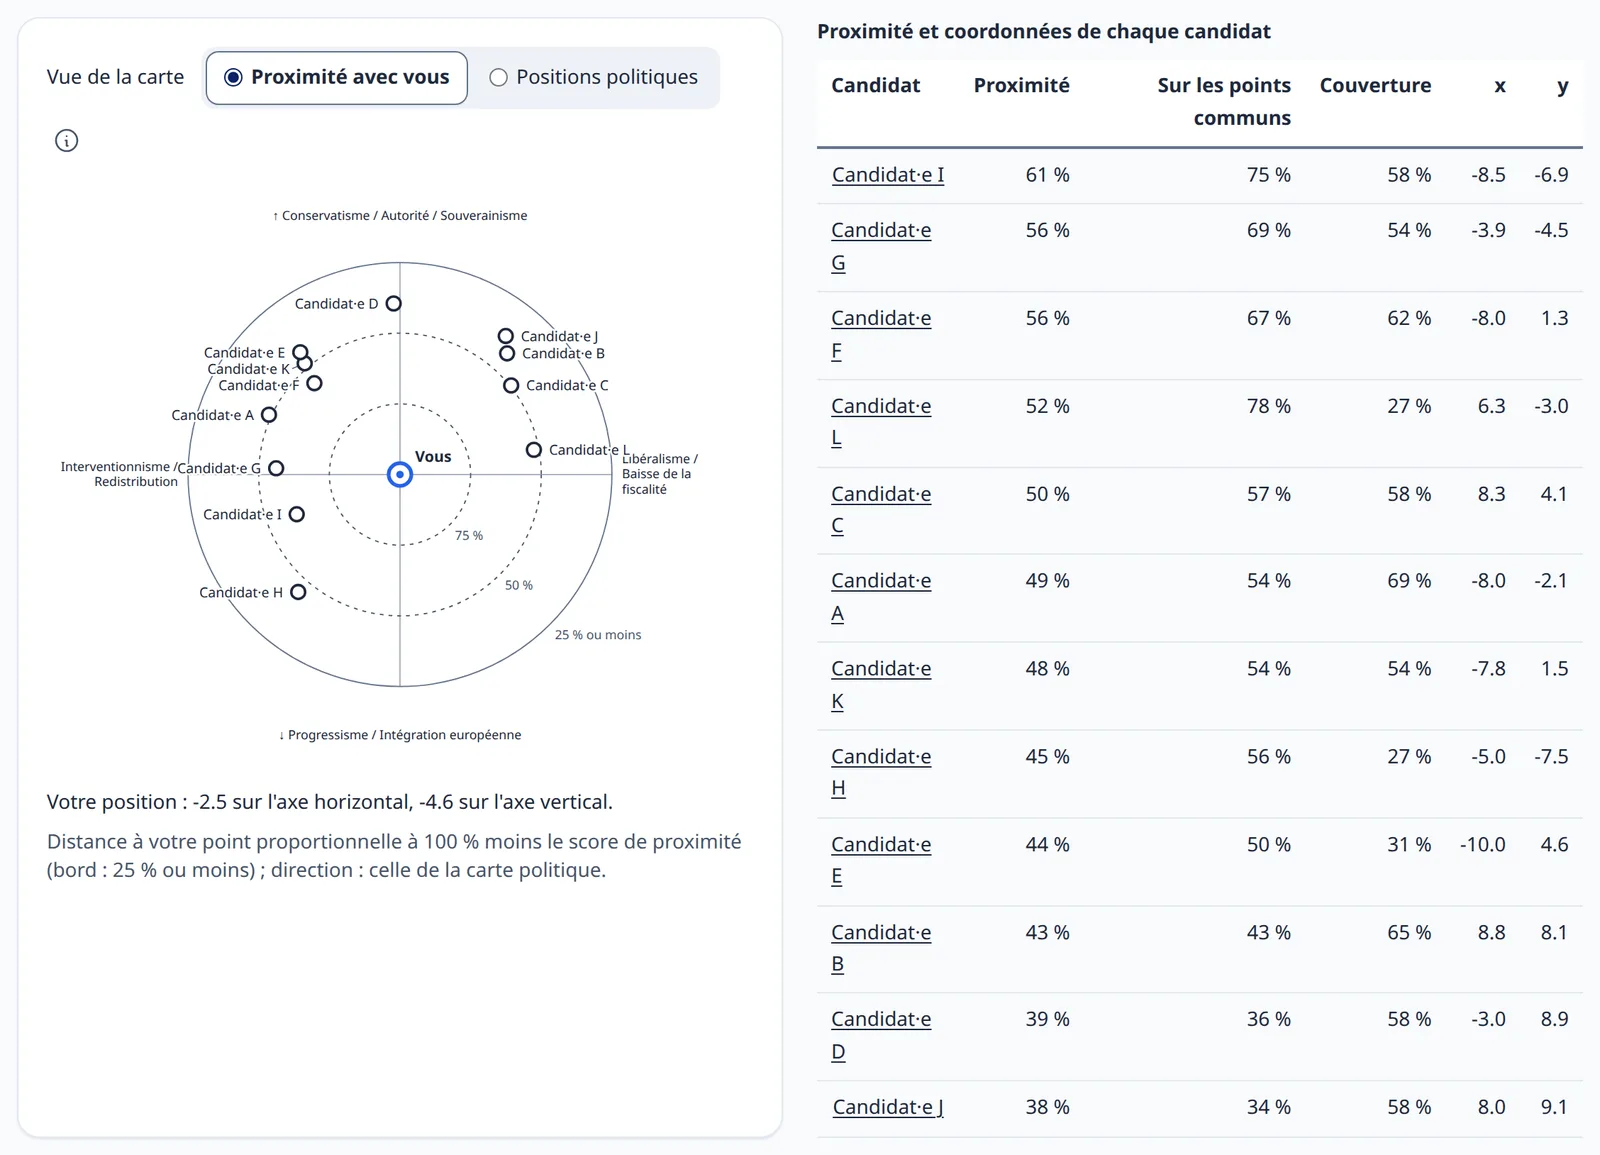 Vue de la carte
Proximité avec vous
Positions politiques
↑ Conservatisme / Autorité / Souverainisme
Candidat·e D
Candidat·e J
Candidat·e B
Candidat·e E
Candidat·e K
Candidat·e F
Candidat·e C
Candidat·e A
Candidat·e L
Vous
Interventionnisme /
Redistribution
Candidat·e G
Libéralisme /
Baisse de la
fiscalité
Candidat·e I
75 %
50 %
Candidat·e H
25 % ou moins
↓ Progressisme / Intégration européenne
Votre position : -2.5 sur l'axe horizontal, -4.6 sur l'axe vertical.
Distance à votre point proportionnelle à 100 % moins le score de proximité
(bord : 25 % ou moins) ; direction : celle de la carte politique.
Proximité et coordonnées de chaque candidat
Candidat Proximité Sur les points Couverture x y
communs
Candidat·e I 61 % 75 % 58 % -8.5 -6.9
Candidat·e 56 % 69 % 54 % -3.9 -4.5
G
Candidat·e 56 % 67 % 62 % -8.0 1.3
F
Candidat·e 52 % 78 % 27 % 6.3 -3.0
L
Candidat·e 50 % 57 % 58 % 8.3 4.1
C
Candidat·e 49 % 54 % 69 % -8.0 -2.1
A
Candidat·e 48 % 54 % 54 % -7.8 1.5
K
Candidat·e 45 % 56 % 27 % -5.0 -7.5
H
Candidat·e 44 % 50 % 31 % -10.0 4.6
E
Candidat·e 43 % 43 % 65 % 8.8 8.1
B
Candidat·e 39 % 36 % 58 % -3.0 8.9
D
Candidat·e J 38 % 34 % 58 % 8.0 9.1